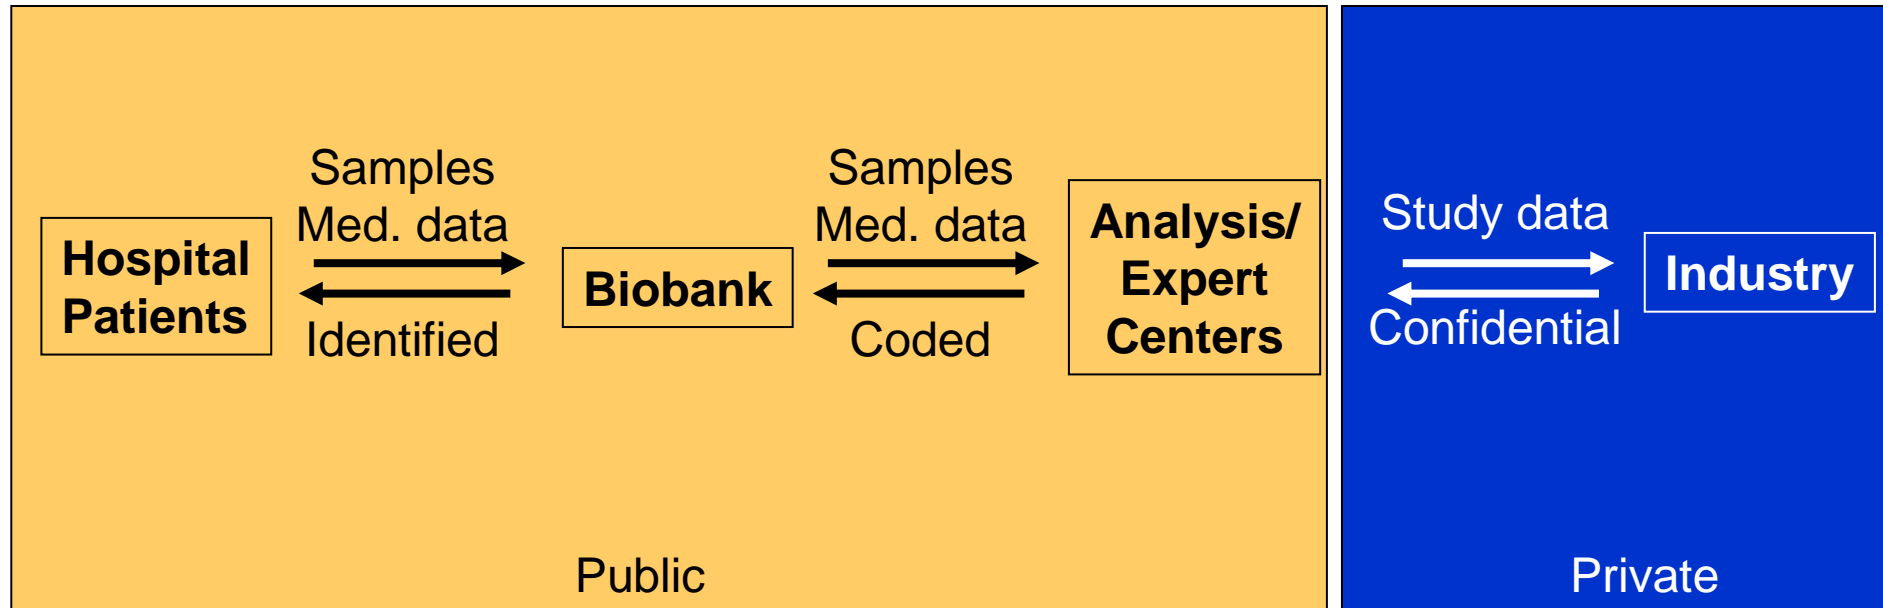 Hospital
Patients
Samples
Med. data
Identified
Biobank
Samples
Med. data
Coded
Analysis/
Expert
Centers
Study data
Confidential
Industry
Public
Private